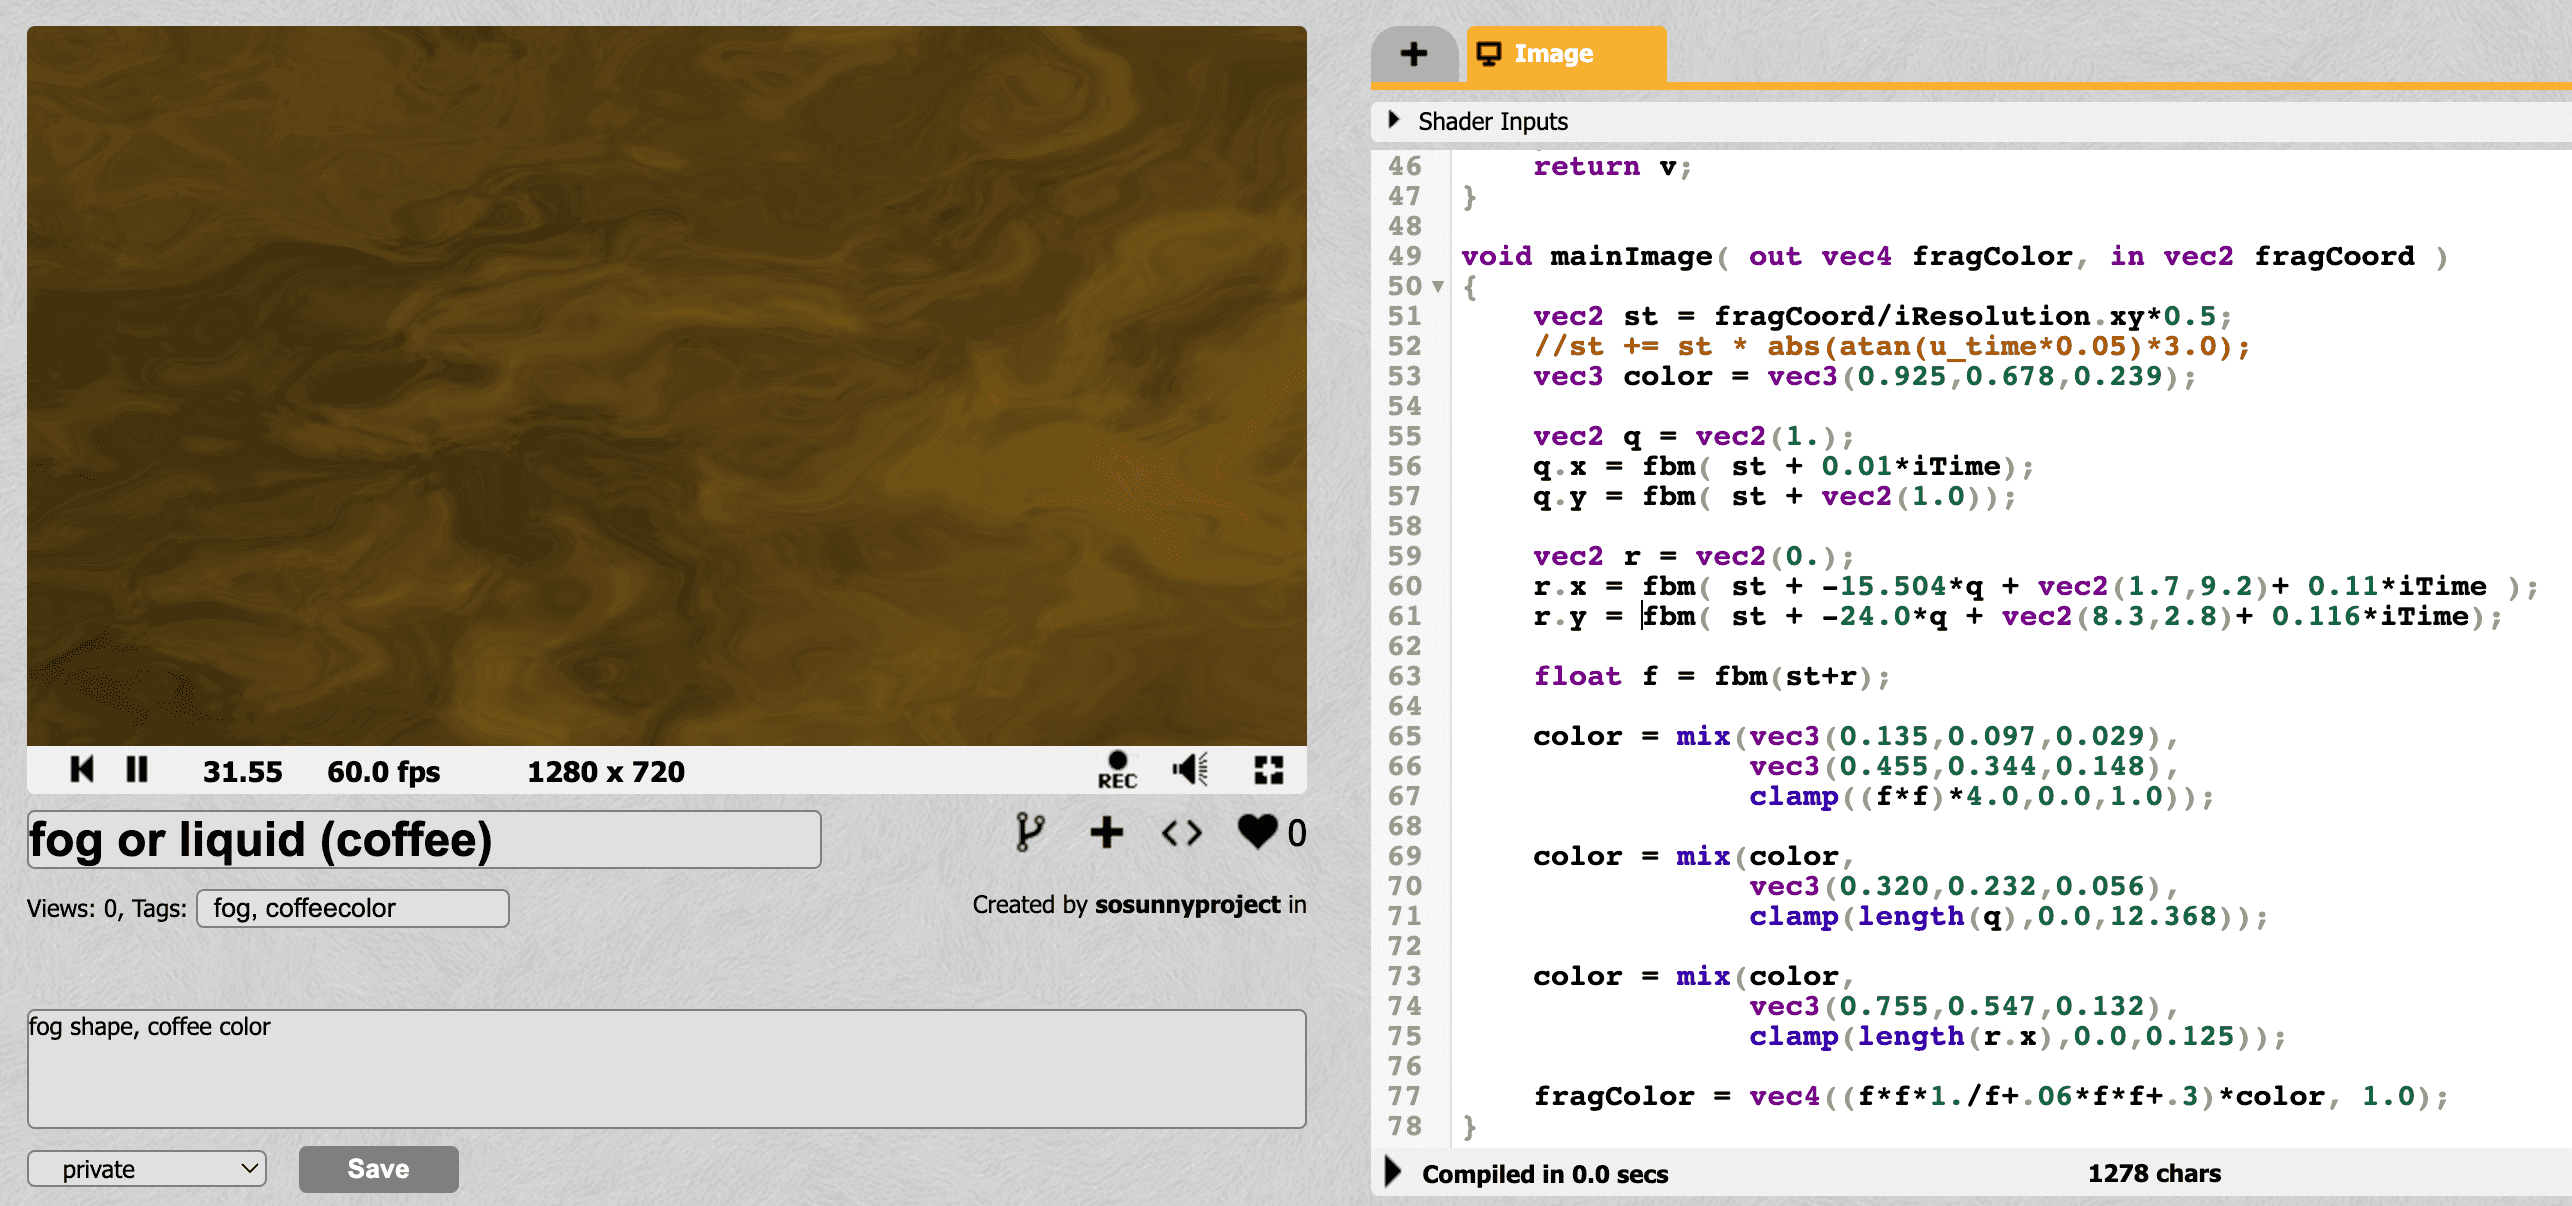 31.55 60.0 fps 1280 x 720 REC
fog or liquid (coffee)
0
Views: 0, Tags: fog, coffeecolor
Created by sosunnyproject in
fog shape, coffee color
private
Save
Image
Shader Inputs
46 return v;
47 }
48
49 void mainImage( out vec4 fragColor, in vec2 fragCoord )
50 {
51 vec2 st = fragCoord/iResolution.xy*0.5;
52 //st += st * abs(atan(u_time*0.05)*3.0);
53 vec3 color = vec3(0.925,0.678,0.239);
54
55 vec2 q = vec2(1.);
56 q.x = fbm( st + 0.01*iTime);
57 q.y = fbm( st + vec2(1.0));
58
59 vec2 r = vec2(0.);
60 r.x = fbm( st + -15.504*q + vec2(1.7,9.2)+ 0.11*iTime );
61 r.y = fbm( st + -24.0*q + vec2(8.3,2.8)+ 0.116*iTime);
62
63 float f = fbm(st+r);
64
65 color = mix(vec3(0.135,0.097,0.029),
66 vec3(0.455,0.344,0.148),
67 clamp((f*f)*4.0,0.0,1.0));
68
69 color = mix(color,
70 vec3(0.320,0.232,0.056),
71 clamp(length(q),0.0,12.368));
72
73 color = mix(color,
74 vec3(0.755,0.547,0.132),
75 clamp(length(r.x),0.0,0.125));
76
77 fragColor = vec4((f*f*1./f+.06*f*f+.3)*color, 1.0);
78 }
Compiled in 0.0 secs 1278 chars